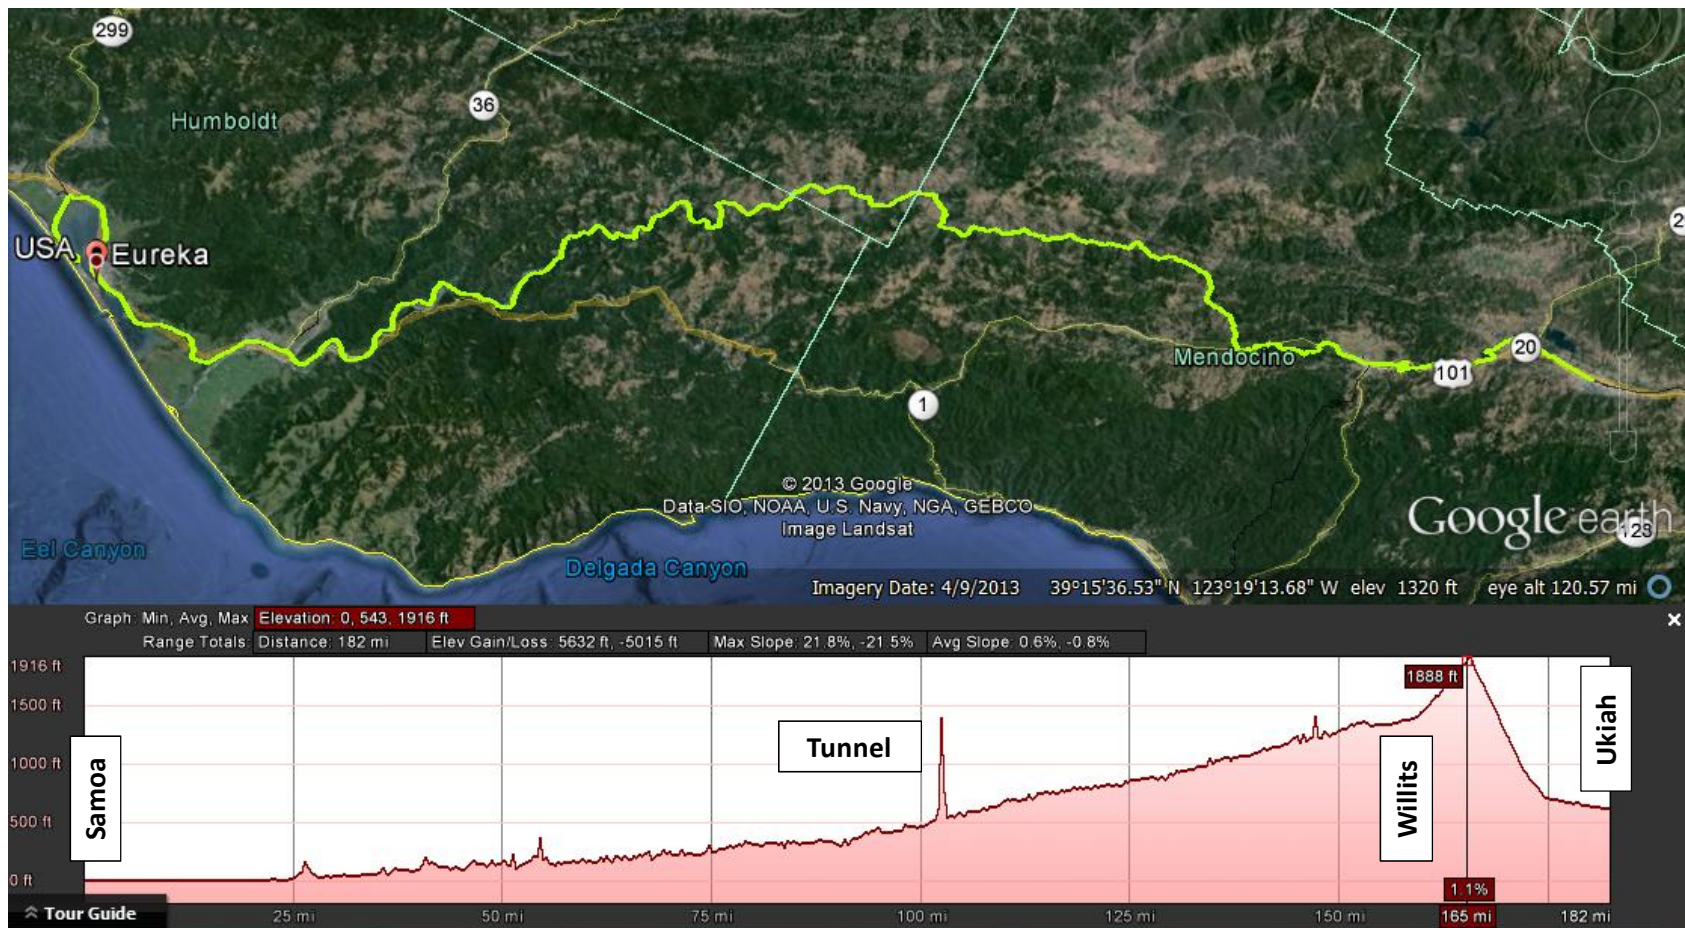 299
36
Humboldt
2
USA
Eureka
20
Mendocino
101
1
© 2013 Google
Data SIO, NOAA, U.S. Navy, NGA, GEBCO
Image Landsat
Google earth
128
Eel Canyon
Delgada Canyon
Imagery Date: 4/9/2013 39°15'36.53" N 123°19'13.68" W elev 1320 ft eye alt 120.57 mi
Graph: Min, Avg, Max Elevation: 0, 543, 1916 ft
Range Totals: Distance: 182 mi Elev Gain/Loss: 5632 ft, -5015 ft Max Slope: 21.8%, -21.5% Avg Slope: 0.6%, -0.8%
1916 ft
1888 ft
1500 ft
Ukiah
Tunnel
1000 ft
Samoa
Willits
500 ft
0 ft
1.1%
Tour Guide
25 mi 50 mi 75 mi 100 mi 125 mi 150 mi 165 mi 182 mi